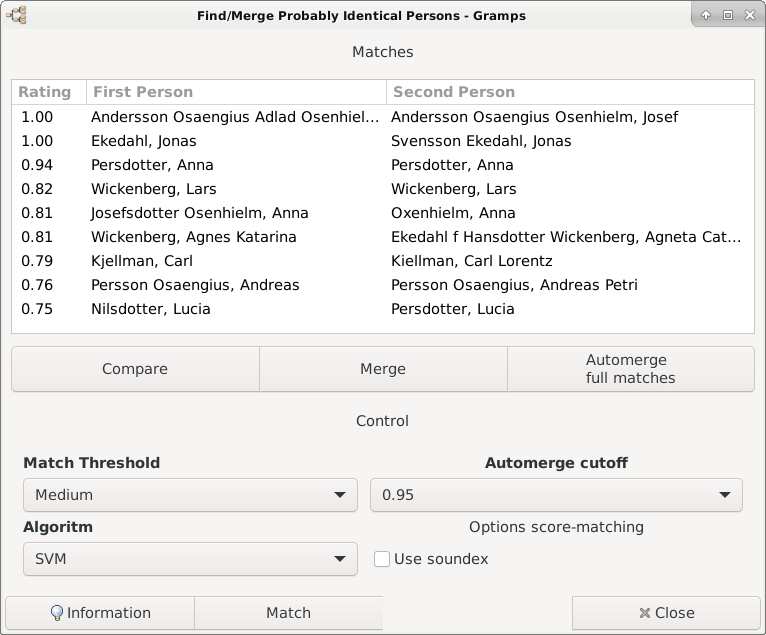 Find/Merge Probably Identical Persons - Gramps
Matches
Rating First Person Second Person
1.00 Andersson Osaengius Adlad Osenhiel... Andersson Osaengius Osenhielm, Josef
1.00 Ekedahl, Jonas Svensson Ekedahl, Jonas
0.94 Persdotter, Anna Persdotter, Anna
0.82 Wickenberg, Lars Wickenberg, Lars
0.81 Josefsdotter Osenhielm, Anna Oxenhielm, Anna
0.81 Wickenberg, Agnes Katarina Ekedahl f Hansdotter Wickenberg, Agneta Cat...
0.79 Kjellman, Carl Kiellman, Carl Lorentz
0.76 Persson Osaengius, Andreas Persson Osaengius, Andreas Petri
0.75 Nilsdotter, Lucia Persdotter, Lucia
Compare Merge Automerge
full matches
Control
Match Threshold Automerge cutoff
Medium 0.95
Algoritm Options score-matching
SVM Use soundex
Information Match Close